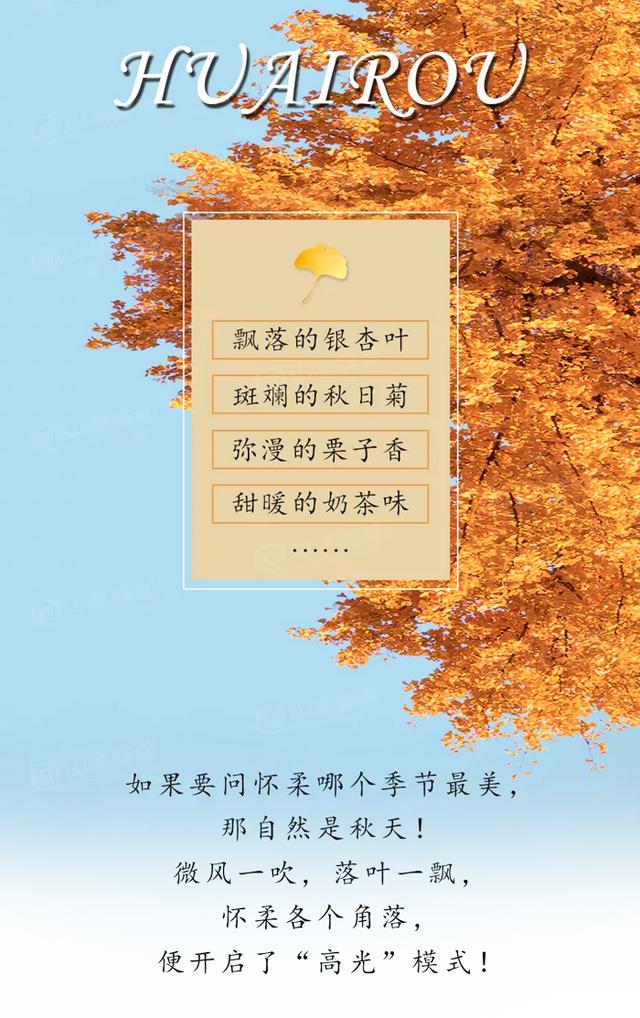 HUAIROU
飘落的银杏叶
斑斓的秋日菊
弥漫的栗子香
甜暖的奶茶味
······
如果要问怀柔哪个季节最美，
那自然是秋天！
微风一吹，落叶一飘，
怀柔各个角落，
便开启了“高光”模式！